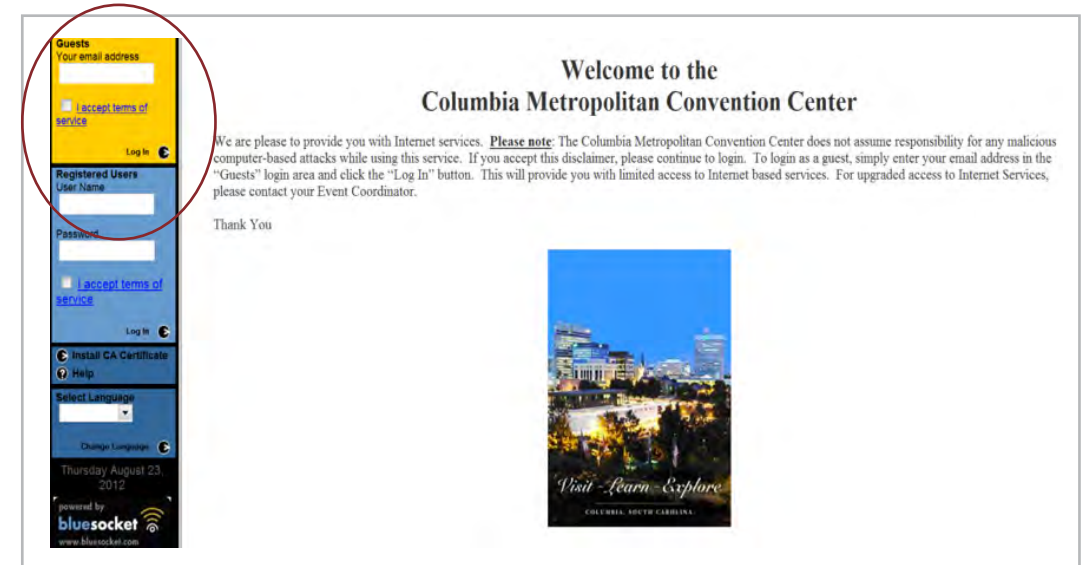 Guests
Your email address
I accept terms of
service
Log In
Registered Users
User Name
Password
I accept terms of
service
Log In
Install CA Certificate
Help
Select Language
Change Language
Thursday August 23,
2012
powered by
bluesocket
www.bluesocket.com
Welcome to the
Columbia Metropolitan Convention Center
We are please to provide you with Internet services. Please note: The Columbia Metropolitan Convention Center does not assume responsibility for any malicious
computer-based attacks while using this service. If you accept this disclaimer, please continue to login. To login as a guest, simply enter your email address in the
“Guests” login area and click the “Log In” button. This will provide you with limited access to Internet based services. For upgraded access to Internet Services,
please contact your Event Coordinator.
Thank You
Visit - Learn - Explore
COLUMBIA, SOUTH CAROLINA.